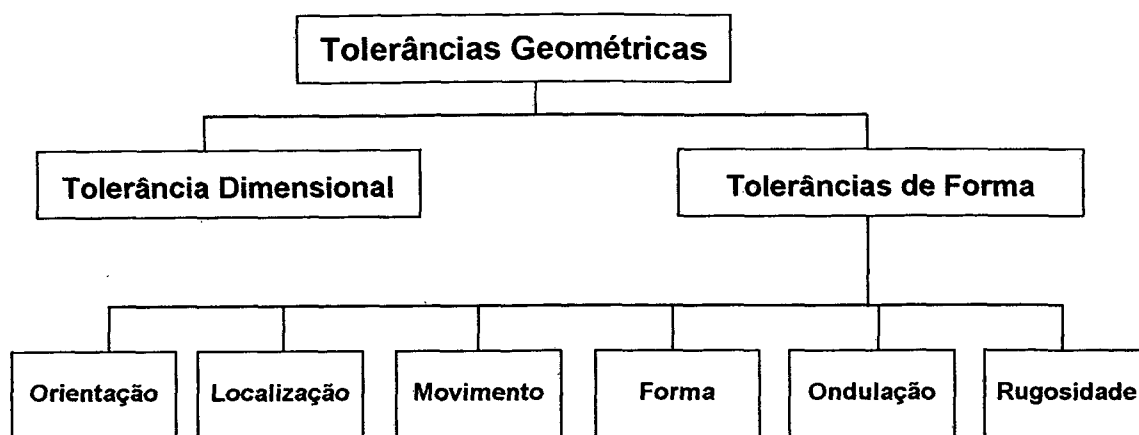 Tolerâncias Geométricas
Tolerância Dimensional
Tolerâncias de Forma
Orientação
Localização
Movimento
Forma
Ondulação
Rugosidade